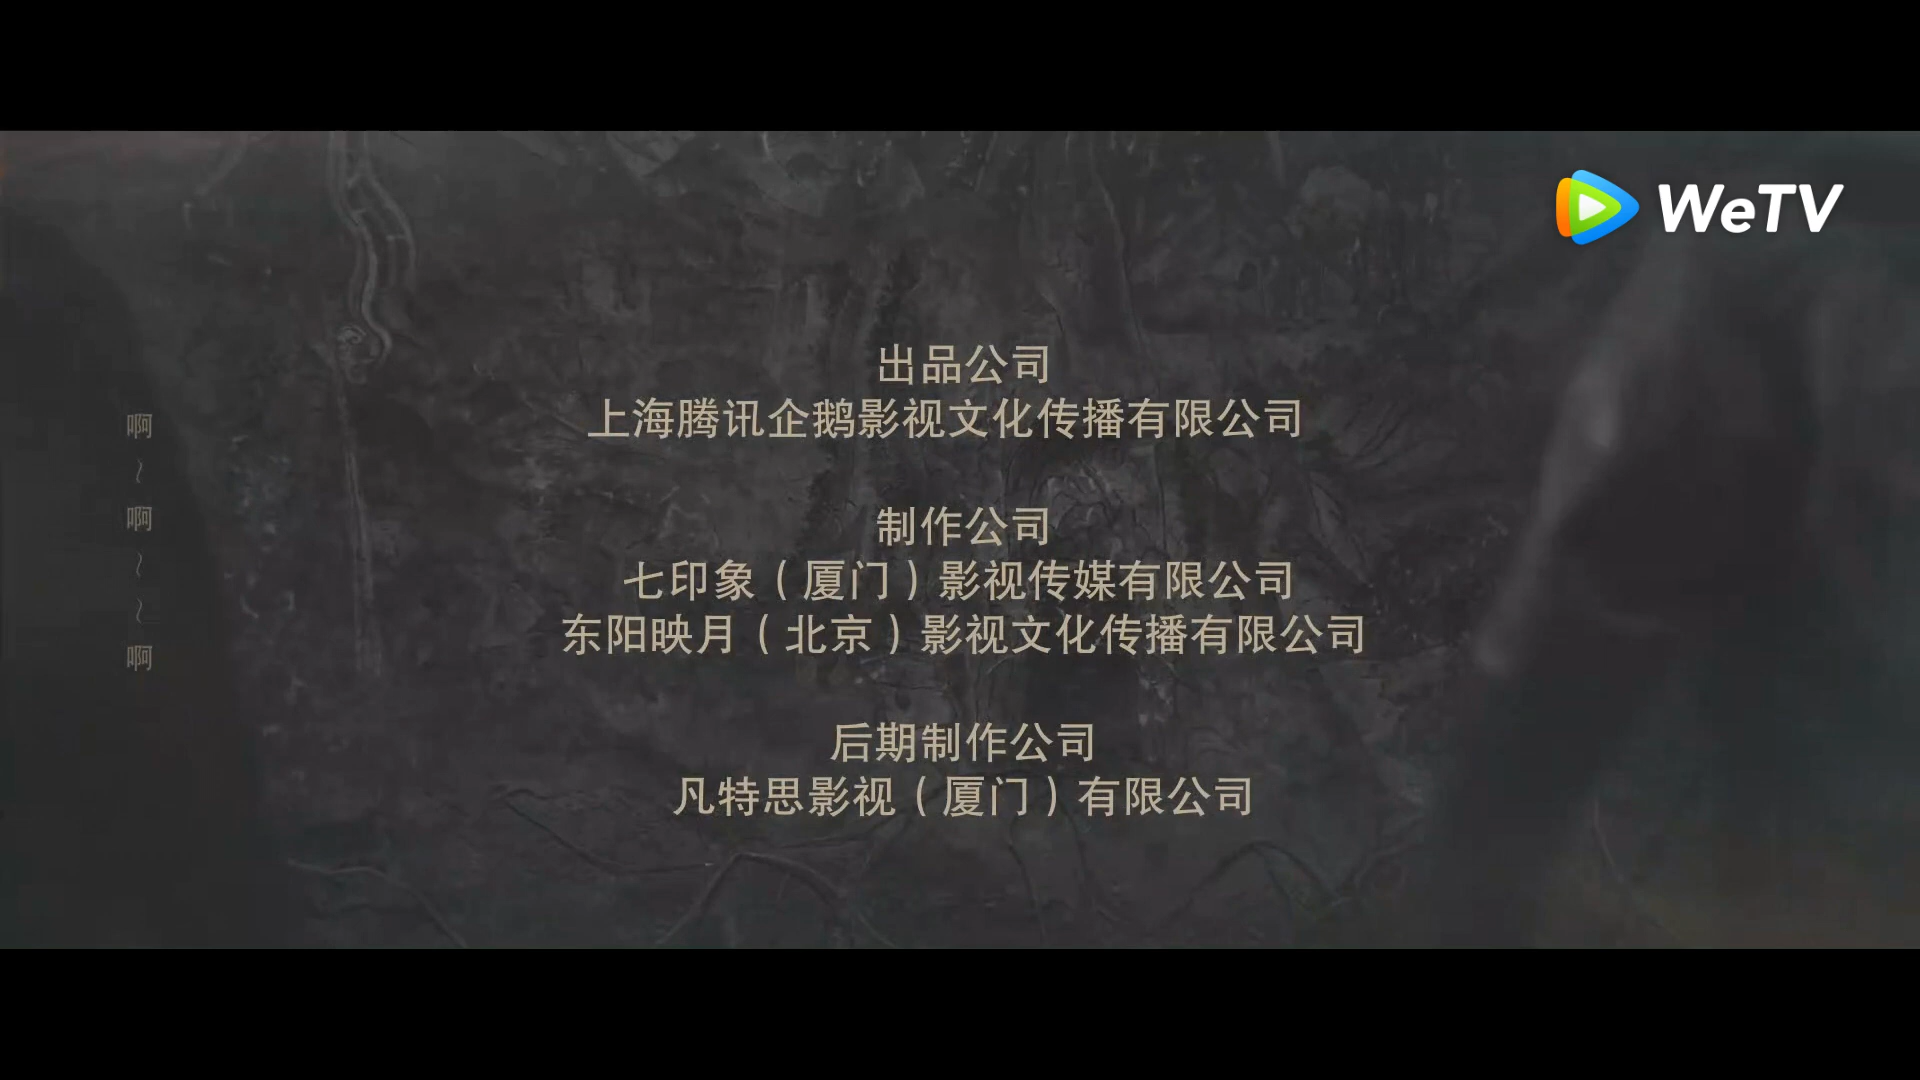 WeTV
出品公司
上海腾讯企鹅影视文化传播有限公司
制作公司
七印象（厦门）影视传媒有限公司
东阳映月（北京）影视文化传播有限公司
后期制作公司
凡特思影视（厦门）有限公司
啊~啊~~啊